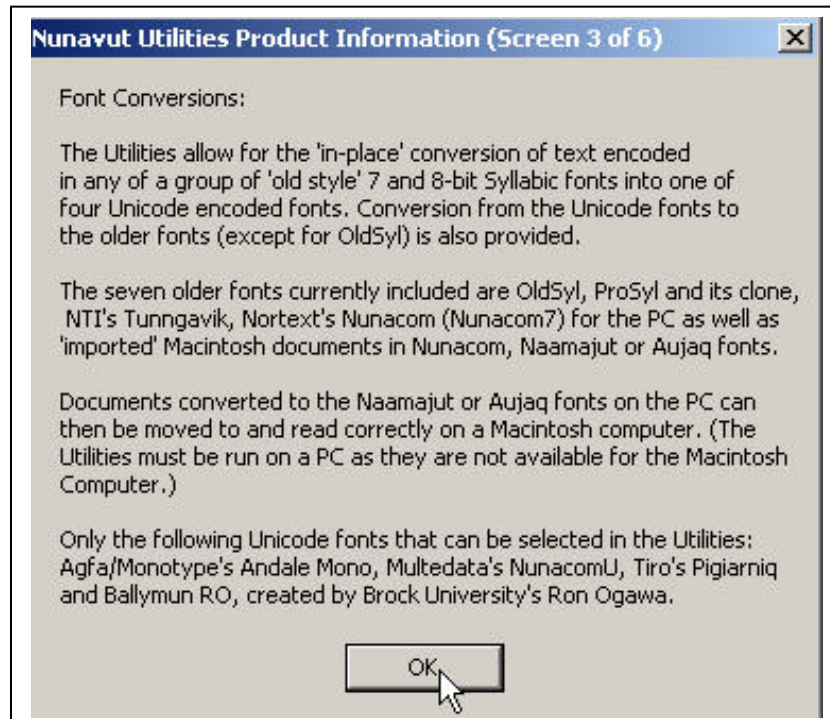 Nunavut Utilities Product Information (Screen 3 of 6)
Font Conversions:
The Utilities allow for the 'in-place' conversion of text encoded
in any of a group of 'old style' 7 and 8-bit Syllabic fonts into one of
four Unicode encoded fonts. Conversion from the Unicode fonts to
the older fonts (except for OldSyl) is also provided.
The seven older fonts currently included are OldSyl, ProSyl and its clone,
NTI's Tunngavik, Nortext's Nunacom (Nunacom7) for the PC as well as
'imported' Macintosh documents in Nunacom, Naamajut or Aujaq fonts.
Documents converted to the Naamajut or Aujaq fonts on the PC can
then be moved to and read correctly on a Macintosh computer. (The
Utilities must be run on a PC as they are not available for the Macintosh
Computer.)
Only the following Unicode fonts that can be selected in the Utilities:
Agfa/Monotype's Andale Mono, Multedata's NunacomU, Tiro's Pigiarniq
and Ballymun RO, created by Brock University's Ron Ogawa.
OK